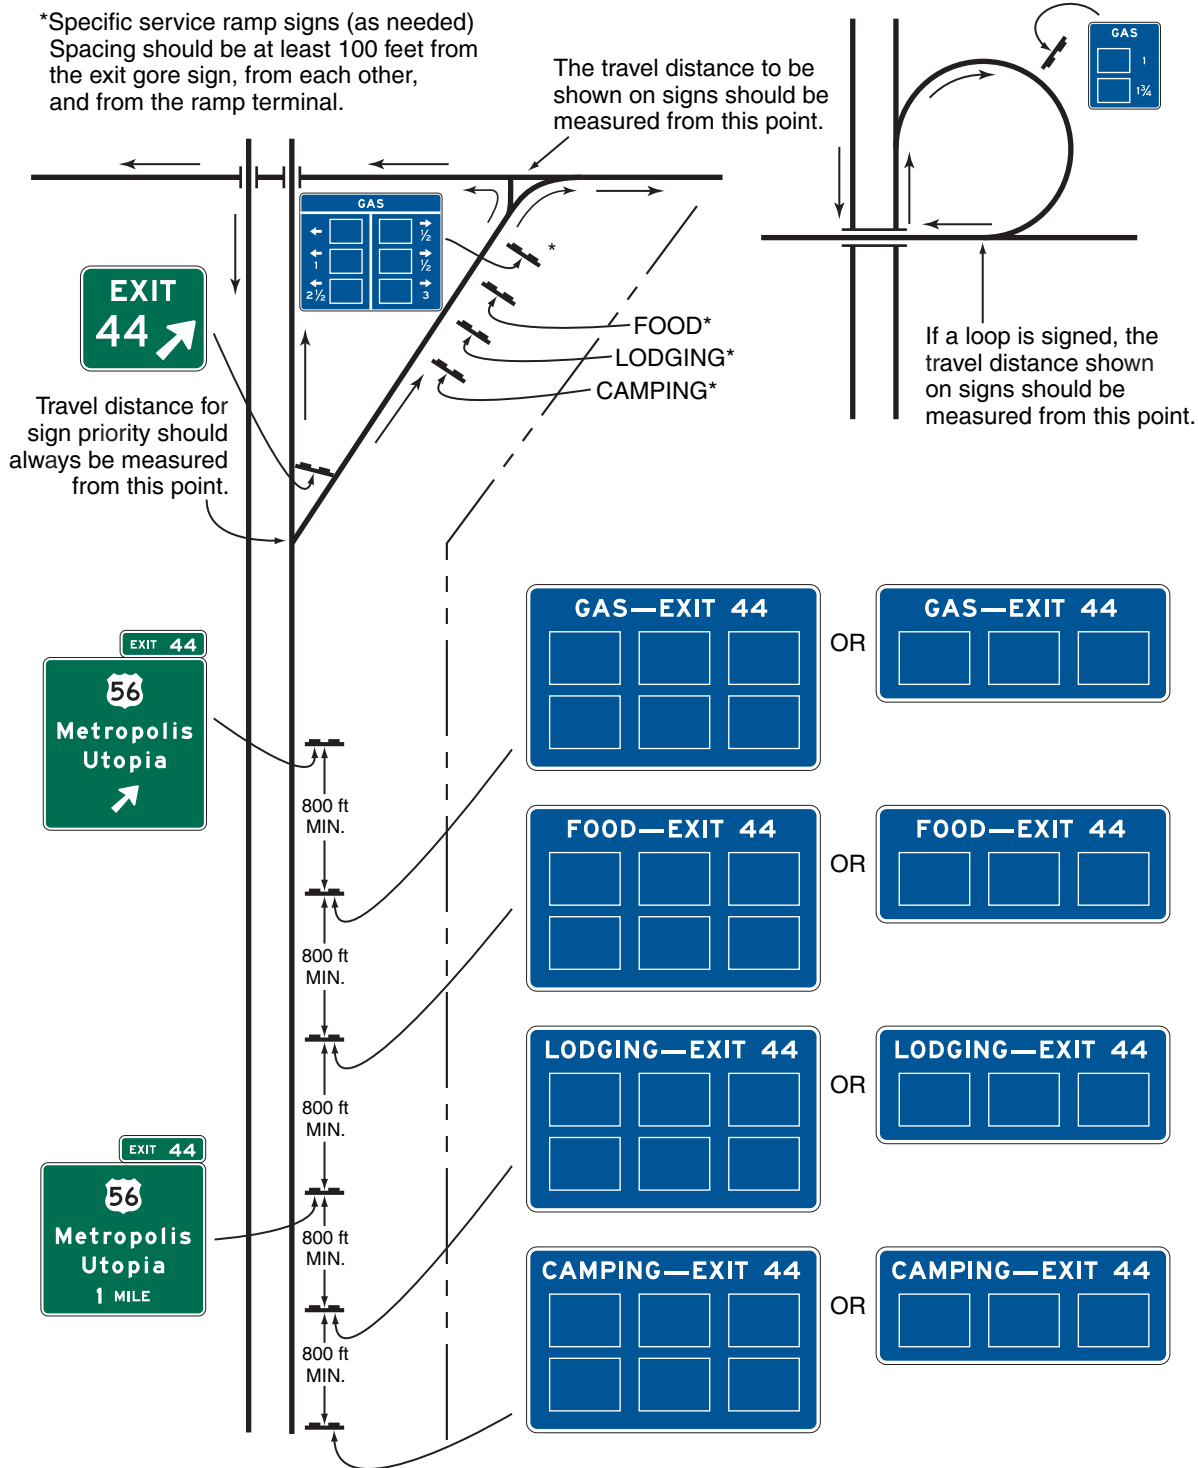 *Specific service ramp signs (as needed)
Spacing should be at least 100 feet from
the exit gore sign, from each other,
and from the ramp terminal.
The travel distance to be
shown on signs should be
measured from this point.
GAS
1
1¾
GAS
½
1
½
2½
3
*
EXIT
44
FOOD*
LODGING*
CAMPING*
If a loop is signed, the
travel distance shown
on signs should be
measured from this point.
Travel distance for
sign priority should
always be measured
from this point.
GAS—EXIT 44
OR
GAS—EXIT 44
EXIT 44
56
Metropolis
Utopia
800 ft
MIN.
FOOD—EXIT 44
OR
FOOD—EXIT 44
800 ft
MIN.
LODGING—EXIT 44
OR
LODGING—EXIT 44
800 ft
MIN.
EXIT 44
56
Metropolis
Utopia
1 MILE
800 ft
MIN.
CAMPING—EXIT 44
OR
CAMPING—EXIT 44
800 ft
MIN.